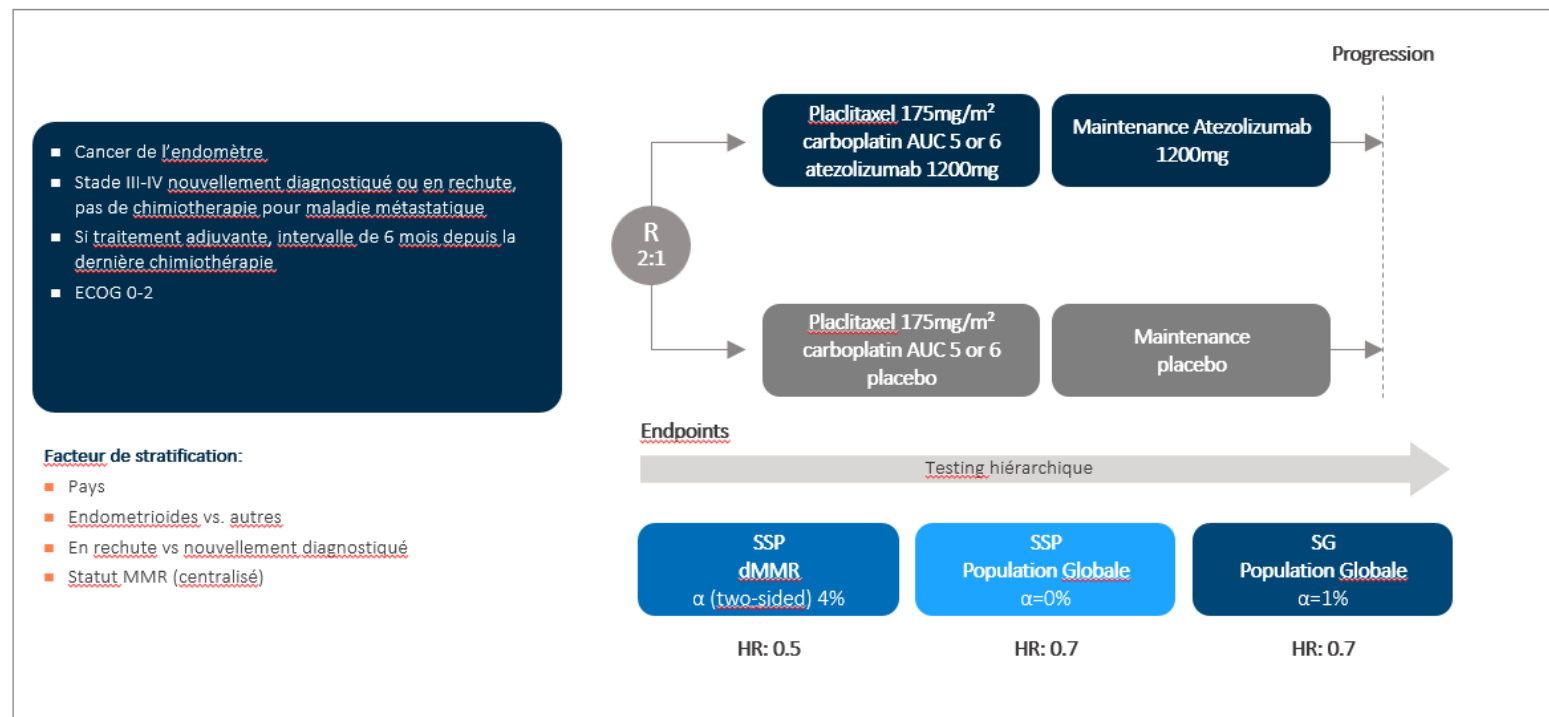 Progression
Cancer de l'endomètre
Stade III-IV nouvellement diagnostiqué ou en rechute,
pas de chimiotherapie pour maladie métastatique
Si traitement adjuvante, intervalle de 6 mois depuis la
dernière chimiothérapie
ECOG 0-2
R
2:1
Placlitaxel 175mg/m²
carboplatin AUC 5 or 6
atezolizumab 1200mg
Maintenance Atezolizumab
1200mg
Placlitaxel 175mg/m²
carboplatin AUC 5 or 6
placebo
Maintenance
placebo
Facteur de stratification:
Pays
Endometrioides vs. autres
En rechute vs nouvellement diagnostiqué
Statut MMR (centralisé)
Endpoints
Testing hiérarchique
SSP
dMMR
α (two-sided) 4%
SSP
Population Globale
α=0%
SG
Population Globale
α=1%
HR: 0.5
HR: 0.7
HR: 0.7